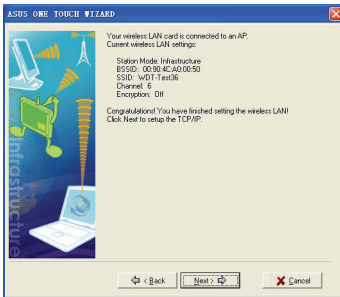 ASUS ONE TOUCH WIZARD
Your wireless LAN card is connected to an AP.
Current wireless LAN settings:
Station Mode: Infrastructure
BSSID: 00:90:4C:A0:00:50
SSID: WDT-Test36
Channel: 6
Encryption: Off
Congratulations! You have finished setting the wireless LAN!
Click Next to setup the TCP/IP.
Infrastructure
< Back
Next >
Cancel